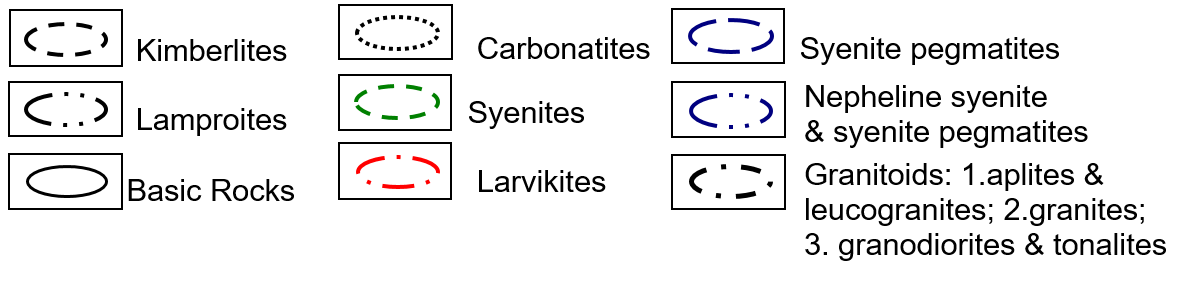 Kimberlites
Lamproites
Basic Rocks
Carbonatites
Syenites
Larvikites
Syenite pegmatites
Nepheline syenite
& syenite pegmatites
Granitoids: 1.aplites &
leucogranites; 2.granites;
3. granodiorites & tonalites